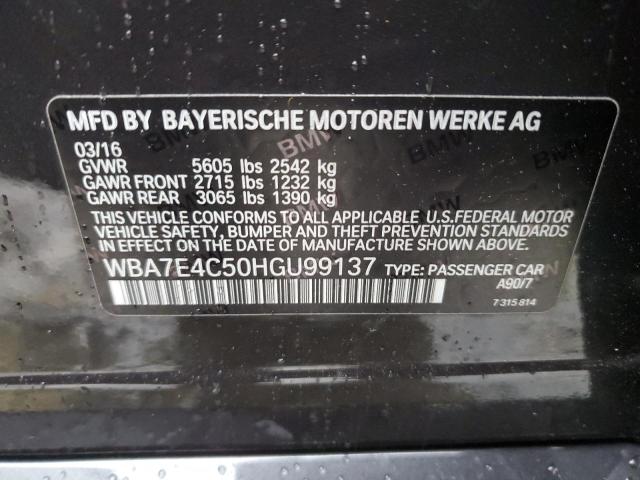 MFD BY BAYERISCHE MOTOREN WERKE AG
03/16
GVWR 5605 lbs 2542 kg
GAWR FRONT 2715 lbs 1232 kg
GAWR REAR 3065 lbs 1390 kg
THIS VEHICLE CONFORMS TO ALL APPLICABLE U.S.FEDERAL MOTOR
VEHICLE SAFETY, BUMPER AND THEFT PREVENTION STANDARDS IN
EFFECT ON THE DATE OF MANUFACTURE SHOWN ABOVE.
WBA7E4C50HGU99137 TYPE: PASSENGER CAR
A90/7
7 315 814
BMW
BMW
BMW